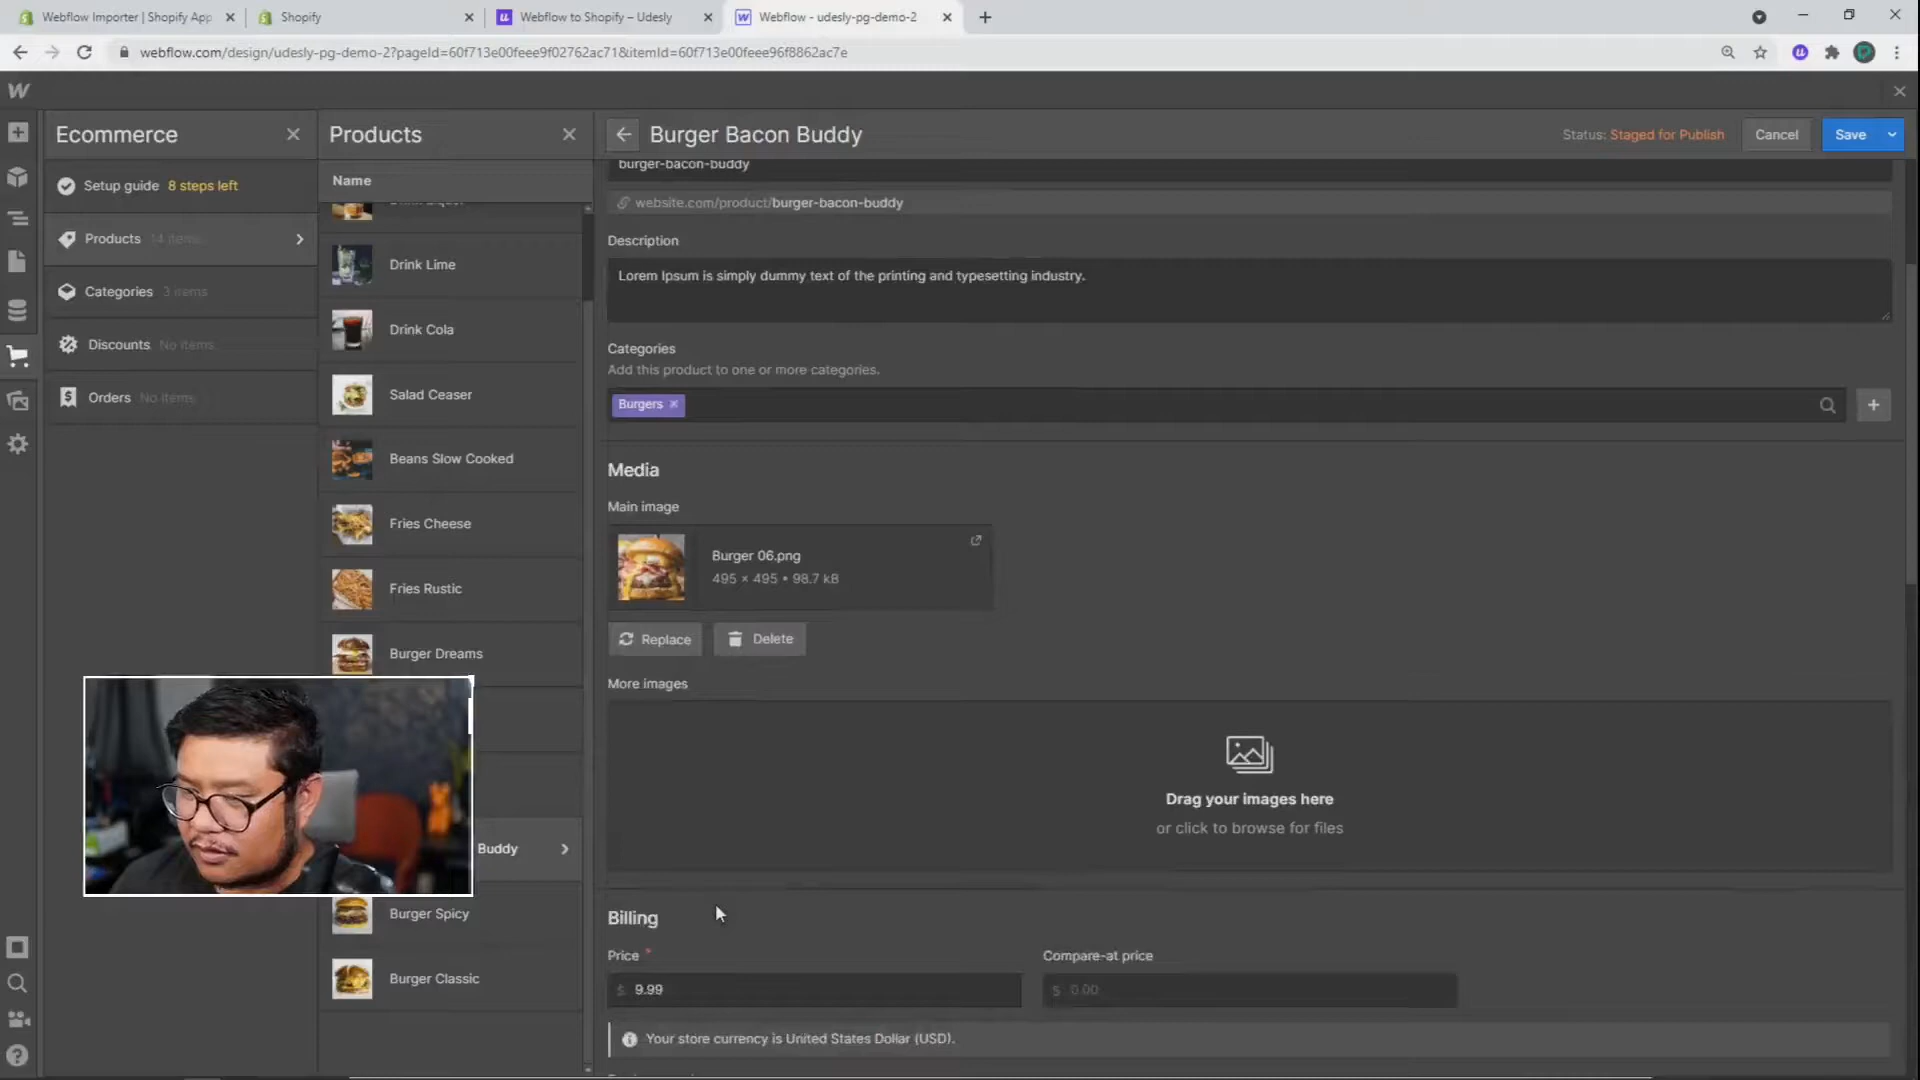 Webflow Importer | Shopify App
Shopify
Webflow to Shopify – Udesly
Webflow - udesly-pg-demo-2
webflow.com/design/udesly-pg-demo-2?pageId=60f713e00feee9f02762ac71&itemId=60f713e00feee96f8862ac7e
Ecommerce
Products
Burger Bacon Buddy
Status: Staged for Publish
Cancel
Save
Setup guide 8 steps left
Products 14 items
Categories 3 items
Discounts No items
Orders No items
Name
Drink Lime
Drink Cola
Salad Ceaser
Beans Slow Cooked
Fries Cheese
Fries Rustic
Burger Dreams
Buddy
Burger Spicy
Burger Classic
burger-bacon-buddy
website.com/product/burger-bacon-buddy
Description
Lorem Ipsum is simply dummy text of the printing and typesetting industry.
Categories
Add this product to one or more categories.
Burgers
Media
Main image
Burger 06.png
495 × 495 • 98.7 kB
Replace
Delete
More images
Drag your images here
or click to browse for files
Billing
Price *
Compare-at price
$ 9.99
$ 0.00
Your store currency is United States Dollar (USD).